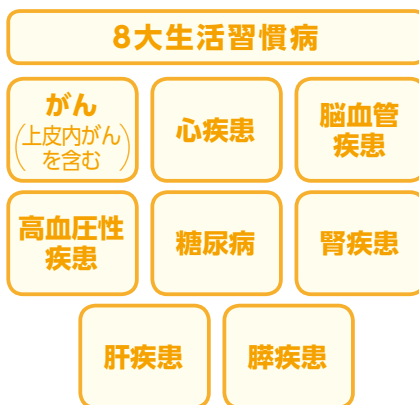 8大生活習慣病
がん
(上皮内がん
を含む)
心疾患
脳血管
疾患
高血圧性
疾患
糖尿病
腎疾患
肝疾患
膵疾患